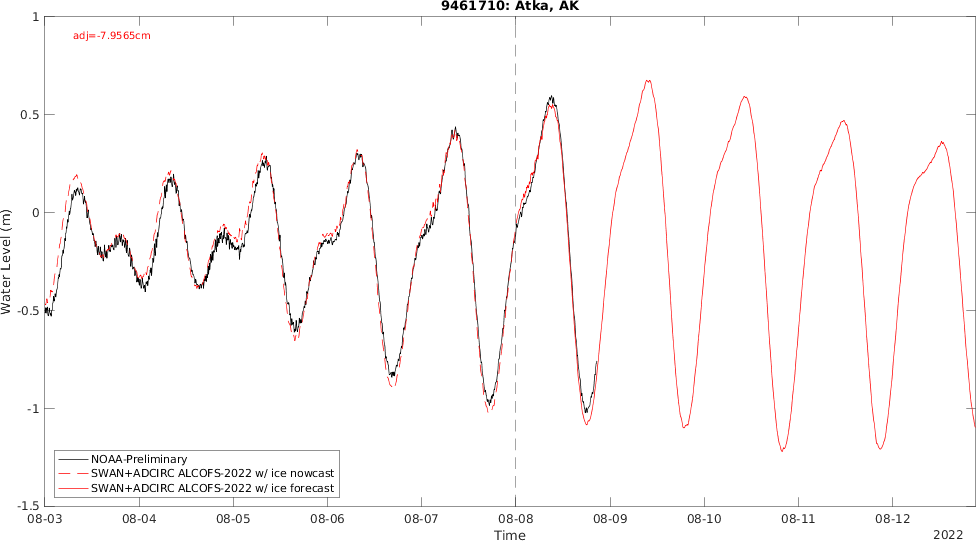 9461710: Atka, AK
adj=-7.9565cm
1
0.5
0
-0.5
-1
-1.5
Water Level (m)
NOAA-Preliminary
SWAN+ADCIRC ALCOFS-2022 w/ ice nowcast
SWAN+ADCIRC ALCOFS-2022 w/ ice forecast
08-03 08-04 08-05 08-06 08-07 08-08 08-09 08-10 08-11 08-12
Time
2022